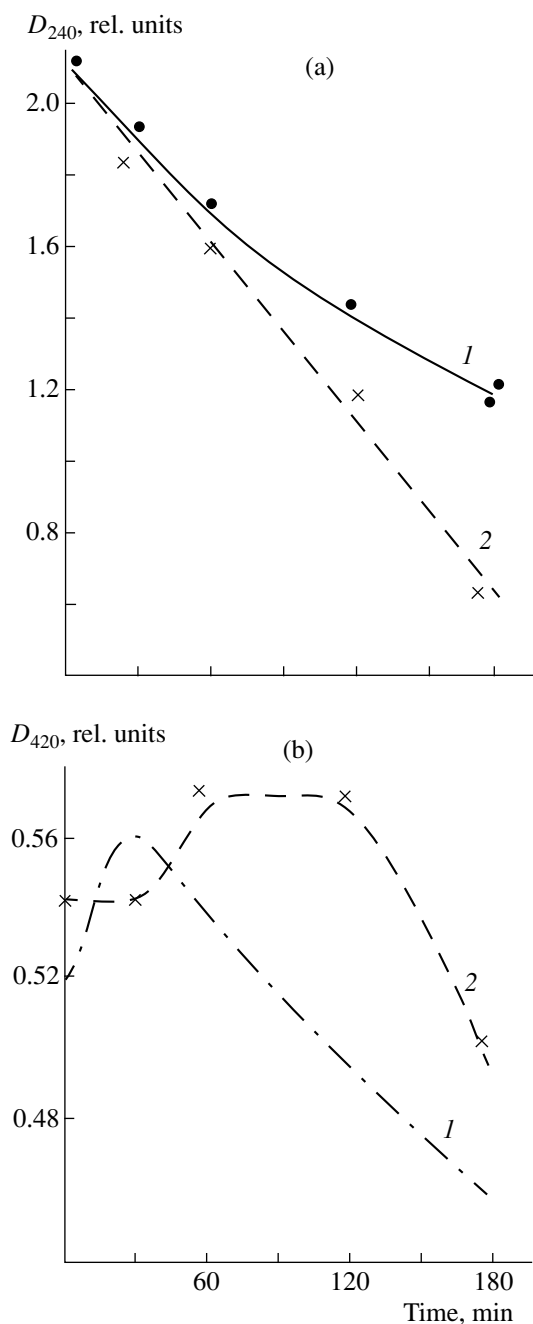 D240, rel. units
(a)
2.0
1.6
1
1.2
2
0.8
D420, rel. units
(b)
0.56
2
0.52
1
0.48
60 120 180
Time, min